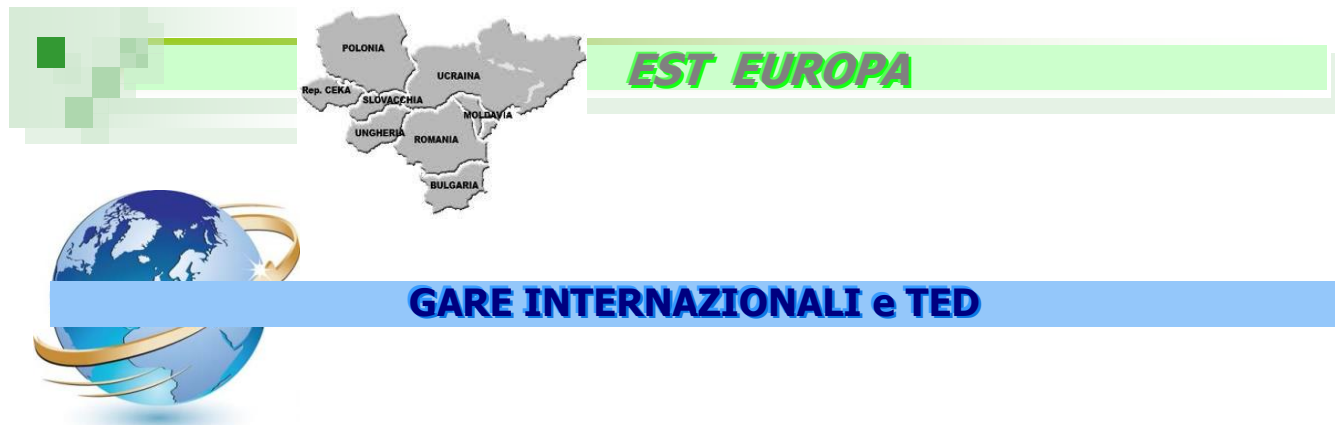 POLONIA
EST EUROPA
UCRAINA
Rep. CEKA
SLOVACCHIA
MOLDAVIA
UNGHERIA
ROMANIA
BULGARIA
GARE INTERNAZIONALI e TED